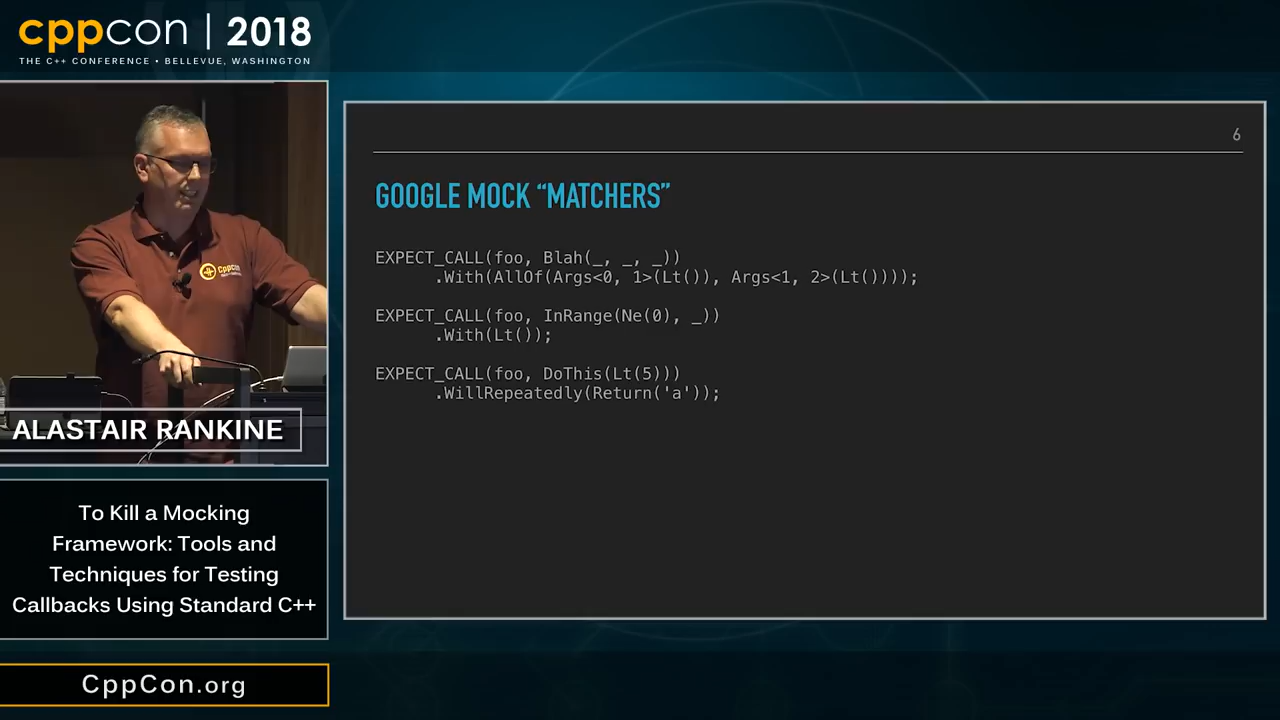 cppcon | 2018
THE C++ CONFERENCE • BELLEVUE, WASHINGTON
6
GOOGLE MOCK “MATCHERS”
EXPECT_CALL(foo, Blah(_, _, _))
.With(AllOf(Args<0, 1>(Lt()), Args<1, 2>(Lt())));
EXPECT_CALL(foo, InRange(Ne(0), _))
.With(Lt());
EXPECT_CALL(foo, DoThis(Lt(5)))
.WillRepeatedly(Return('a'));
Cppcon
ALASTAIR RANKINE
To Kill a Mocking
Framework: Tools and
Techniques for Testing
Callbacks Using Standard C++
CppCon.org